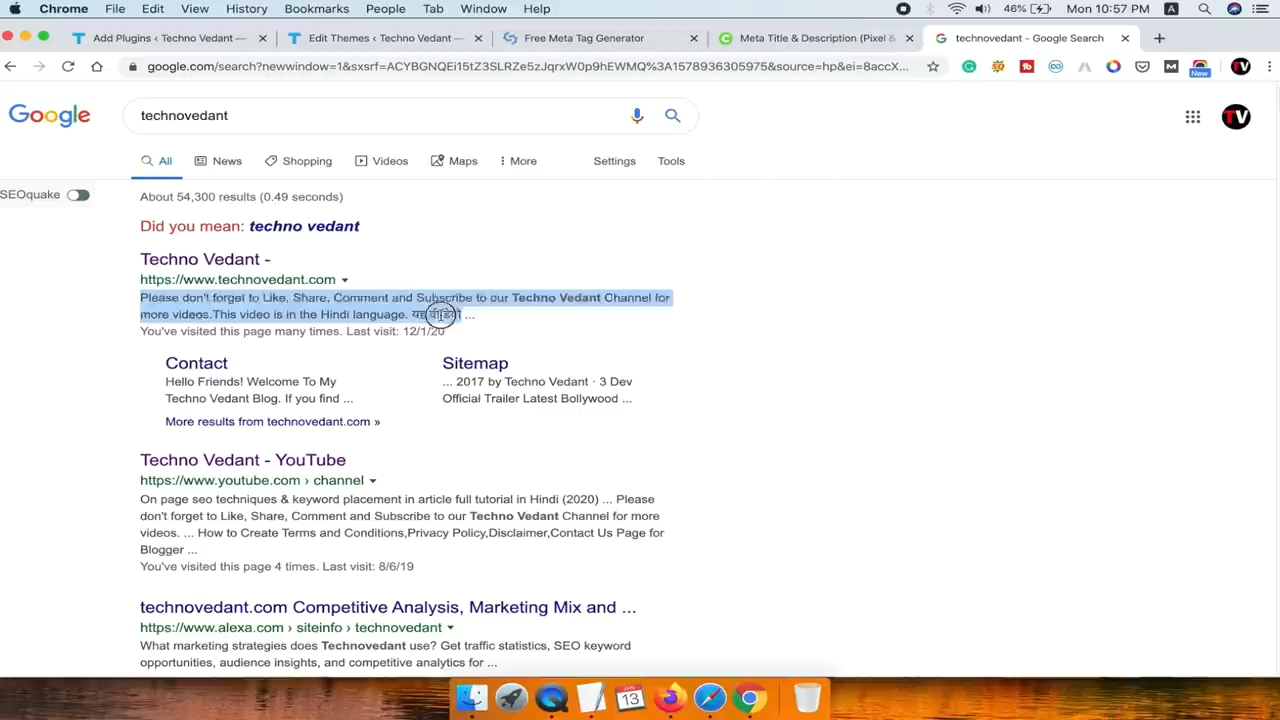 Chrome File Edit View History Bookmarks People Tab Window Help 46% Mon 10:57 PM A
Add Plugins ‹ Techno Vedant — Edit Themes ‹ Techno Vedant — Free Meta Tag Generator Meta Title & Description (Pixel & technovedant - Google Search
google.com/search?newwindow=1&sxsrf=ACYBGNQEi15tZ3SLRZe5zJqrxW0p9hEWMQ%3A1578936305975&source=hp&ei=8accX... New TV
Google technovedant TV
All News Shopping Videos Maps More Settings Tools
SEOquake About 54,300 results (0.49 seconds)
Did you mean: techno vedant
Techno Vedant -
https://www.technovedant.com
Please don't forget to Like, Share, Comment and Subscribe to our Techno Vedant Channel for
more videos.This video is in the Hindi language. यह वीडियो ...
You've visited this page many times. Last visit: 12/1/20
Contact Sitemap
Hello Friends! Welcome To My ... 2017 by Techno Vedant · 3 Dev
Techno Vedant Blog. If you find ... Official Trailer Latest Bollywood ...
More results from technovedant.com »
Techno Vedant - YouTube
https://www.youtube.com › channel
On page seo techniques & keyword placement in article full tutorial in Hindi (2020) ... Please
don't forget to Like, Share, Comment and Subscribe to our Techno Vedant Channel for more
videos. ... How to Create Terms and Conditions,Privacy Policy,Disclaimer,Contact Us Page for
Blogger ...
You've visited this page 4 times. Last visit: 8/6/19
technovedant.com Competitive Analysis, Marketing Mix and ...
https://www.alexa.com › siteinfo › technovedant
What marketing strategies does Technovedant use? Get traffic statistics, SEO keyword
opportunities, audience insights, and competitive analytics for ...
JAN
13